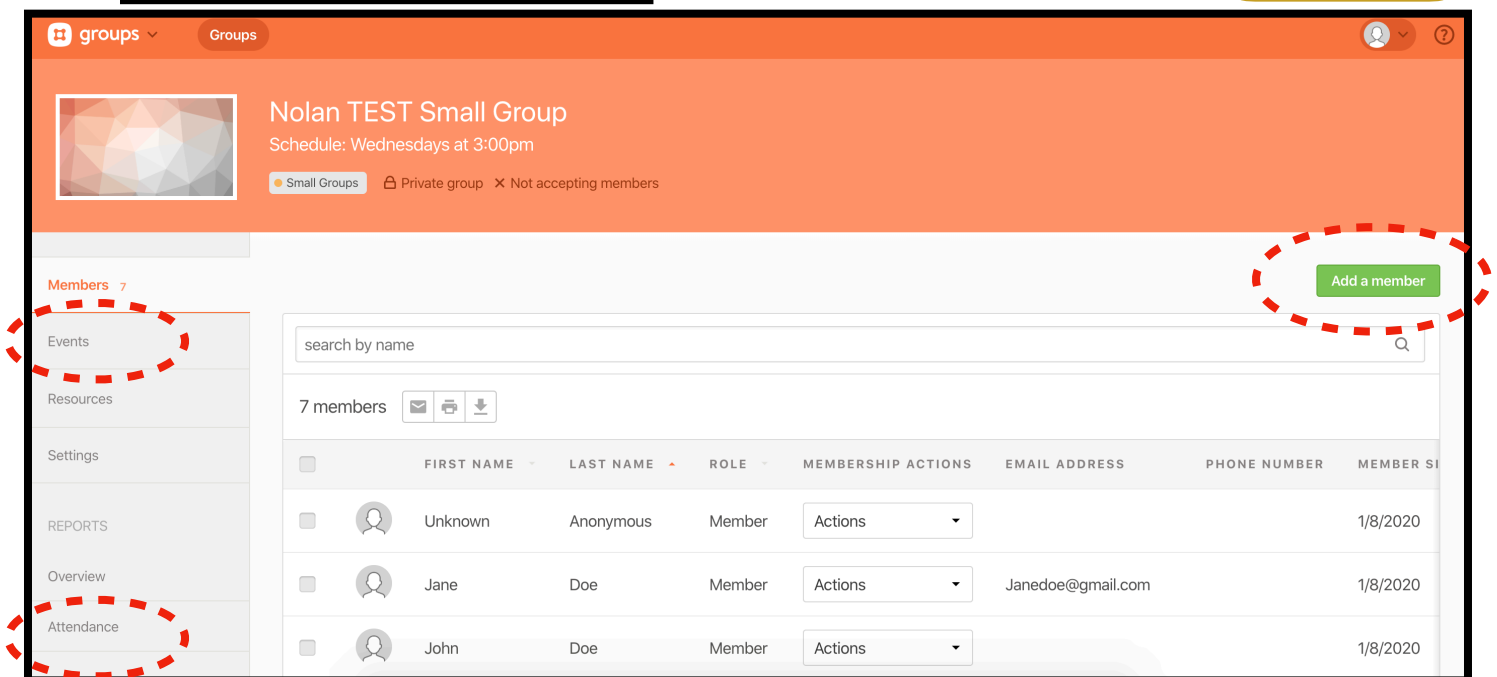 groups Groups
Nolan TEST Small Group
Schedule: Wednesdays at 3:00pm
Small Groups Private group Not accepting members
Members 7
Add a member
Events
search by name
Resources
7 members
Settings
FIRST NAME LAST NAME ROLE MEMBERSHIP ACTIONS EMAIL ADDRESS PHONE NUMBER MEMBER SI
REPORTS
Unknown Anonymous Member Actions 1/8/2020
Overview
Jane Doe Member Actions Janedoe@gmail.com 1/8/2020
Attendance
John Doe Member Actions 1/8/2020